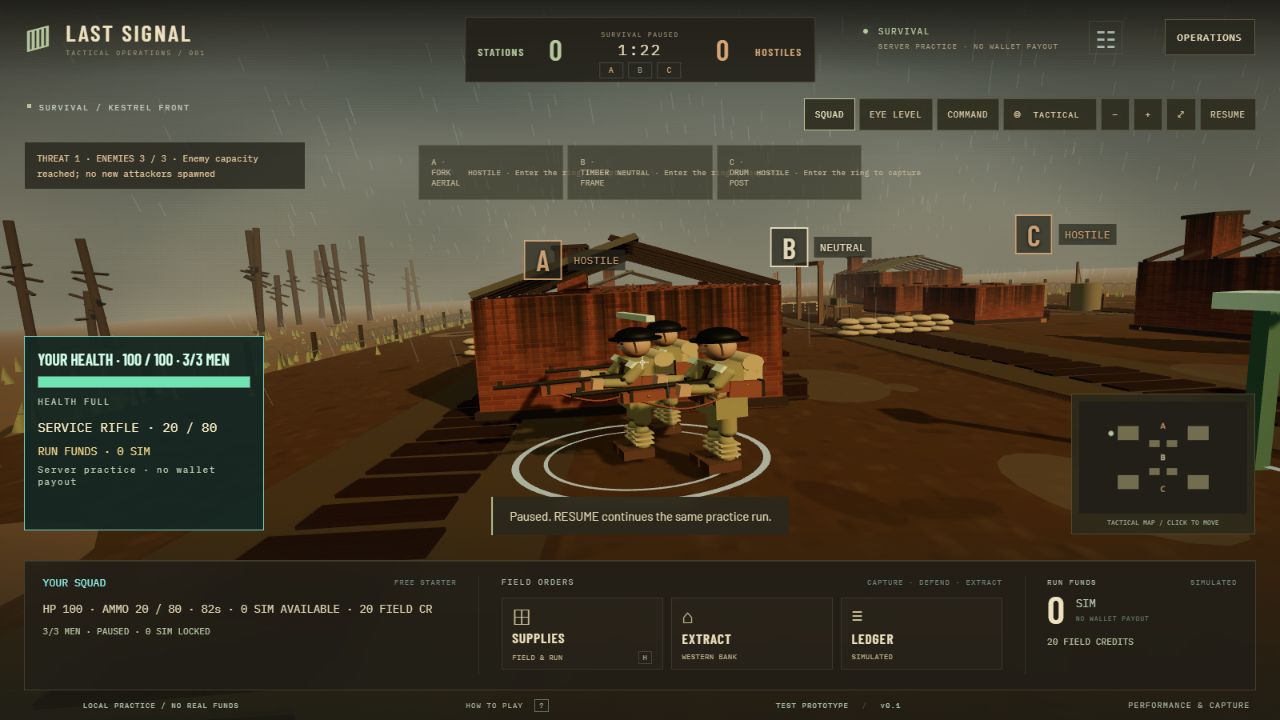 LAST SIGNAL
TACTICAL OPERATIONS / 001
STATIONS 0
SURVIVAL PAUSED
1:22
A B C
0 HOSTILES
SURVIVAL
SERVER PRACTICE · NO WALLET PAYOUT
OPERATIONS
SURVIVAL / KESTREL FRONT
SQUAD
EYE LEVEL
COMMAND
TACTICAL
−
+
RESUME
THREAT 1 · ENEMIES 3 / 3 · Enemy capacity
reached; no new attackers spawned
A ·
FORK
AERIAL
HOSTILE · Enter the
B ·
TIMBER
FRAME
NEUTRAL · Enter the
C ·
DRUM
POST
HOSTILE · Enter the ring to capture
A HOSTILE
B NEUTRAL
C HOSTILE
YOUR HEALTH · 100 / 100 · 3/3 MEN
HEALTH FULL
SERVICE RIFLE · 20 / 80
RUN FUNDS · 0 SIM
Server practice · no wallet
payout
A
B
C
TACTICAL MAP / CLICK TO MOVE
Paused. RESUME continues the same practice run.
YOUR SQUAD
FREE STARTER
HP 100 · AMMO 20 / 80 · 82s · 0 SIM AVAILABLE · 20 FIELD CR
3/3 MEN · PAUSED · 0 SIM LOCKED
FIELD ORDERS
CAPTURE · DEFEND · EXTRACT
SUPPLIES
FIELD & RUN
H
EXTRACT
WESTERN BANK
LEDGER
SIMULATED
RUN FUNDS
SIMULATED
0 SIM
NO WALLET PAYOUT
20 FIELD CREDITS
LOCAL PRACTICE / NO REAL FUNDS
HOW TO PLAY ?
TEST PROTOTYPE / v0.1
PERFORMANCE & CAPTURE